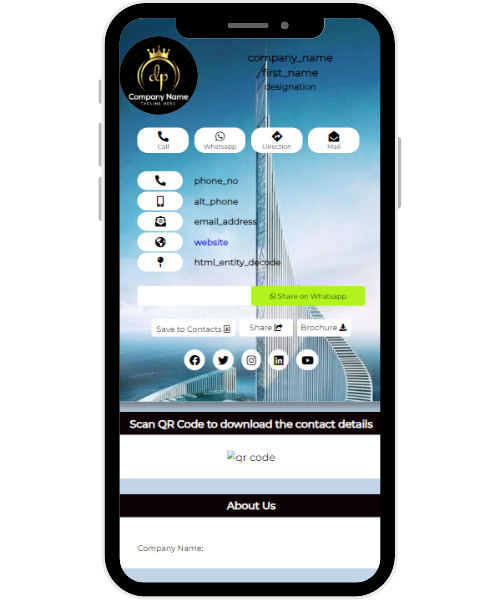 dp
Company Name
TAGLINE HERE
company_name
first_name
designation
Call
Whatsapp
Direction
Mail
phone_no
alt_phone
email_address
website
html_entity_decode
Share on Whatsapp
Save to Contacts
Share
Brochure
Scan QR Code to download the contact details
qr code
About Us
Company Name: